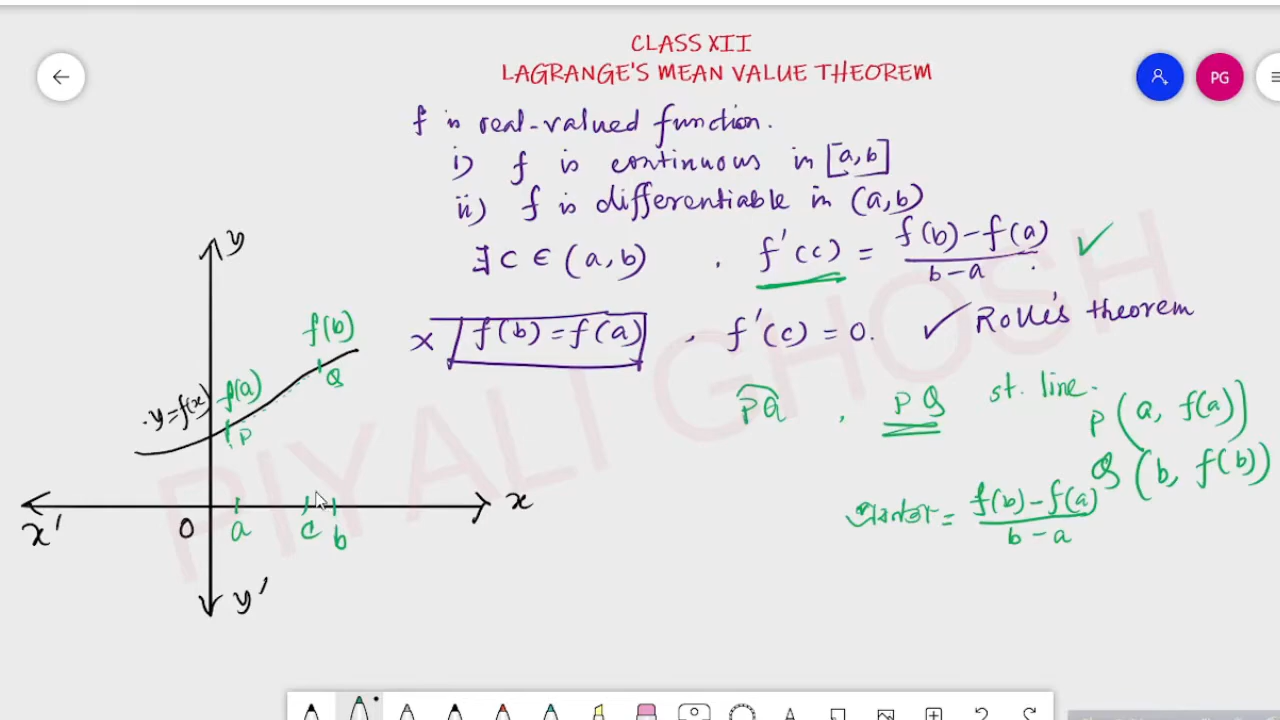 CLASS XII
LAGRANGE'S MEAN VALUE THEOREM
PG
f is real-valued function.
i) f is continuous in [a,b]
ii) f is differentiable in (a,b)
∃ c ∈ (a,b) , f'(c) = f(b)-f(a) / b-a ✓
× f(b)=f(a) , f'(c) = 0. ✓ Rolle's theorem
PQ , PQ st. line.
P (a, f(a))
Q (b, f(b))
= f(b)-f(a) / b-a
y
f(b)
Q
f(a)
y=f(x)
P
x' O a c b x
y'
PIYALI GHOSH